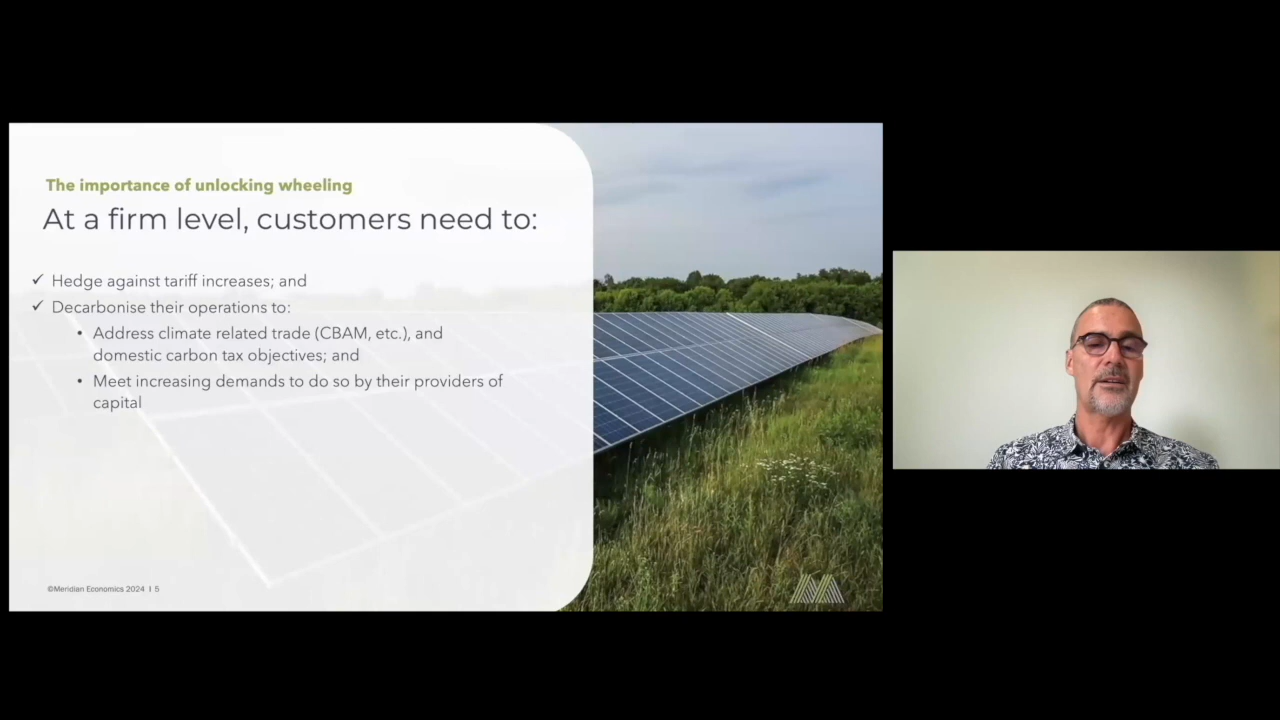 The importance of unlocking wheeling
At a firm level, customers need to:
✓ Hedge against tariff increases; and
✓ Decarbonise their operations to:
• Address climate related trade (CBAM, etc.), and
domestic carbon tax objectives; and
• Meet increasing demands to do so by their providers of
capital
©Meridian Economics 2024 I 5